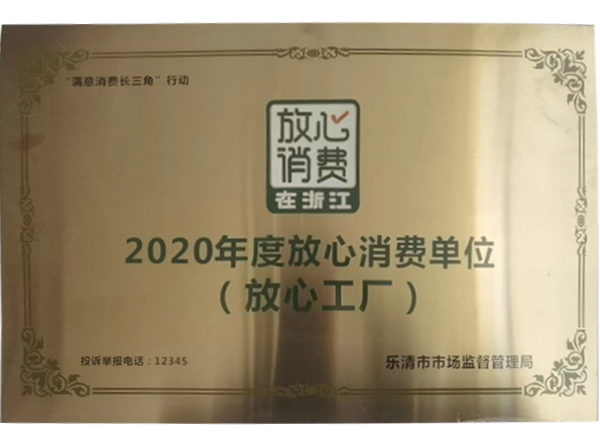 “满意消费长三角”行动
放心
消费
在浙江
2020年度放心消费单位
（放心工厂）
投诉举报电话：12345
乐清市市场监督管理局